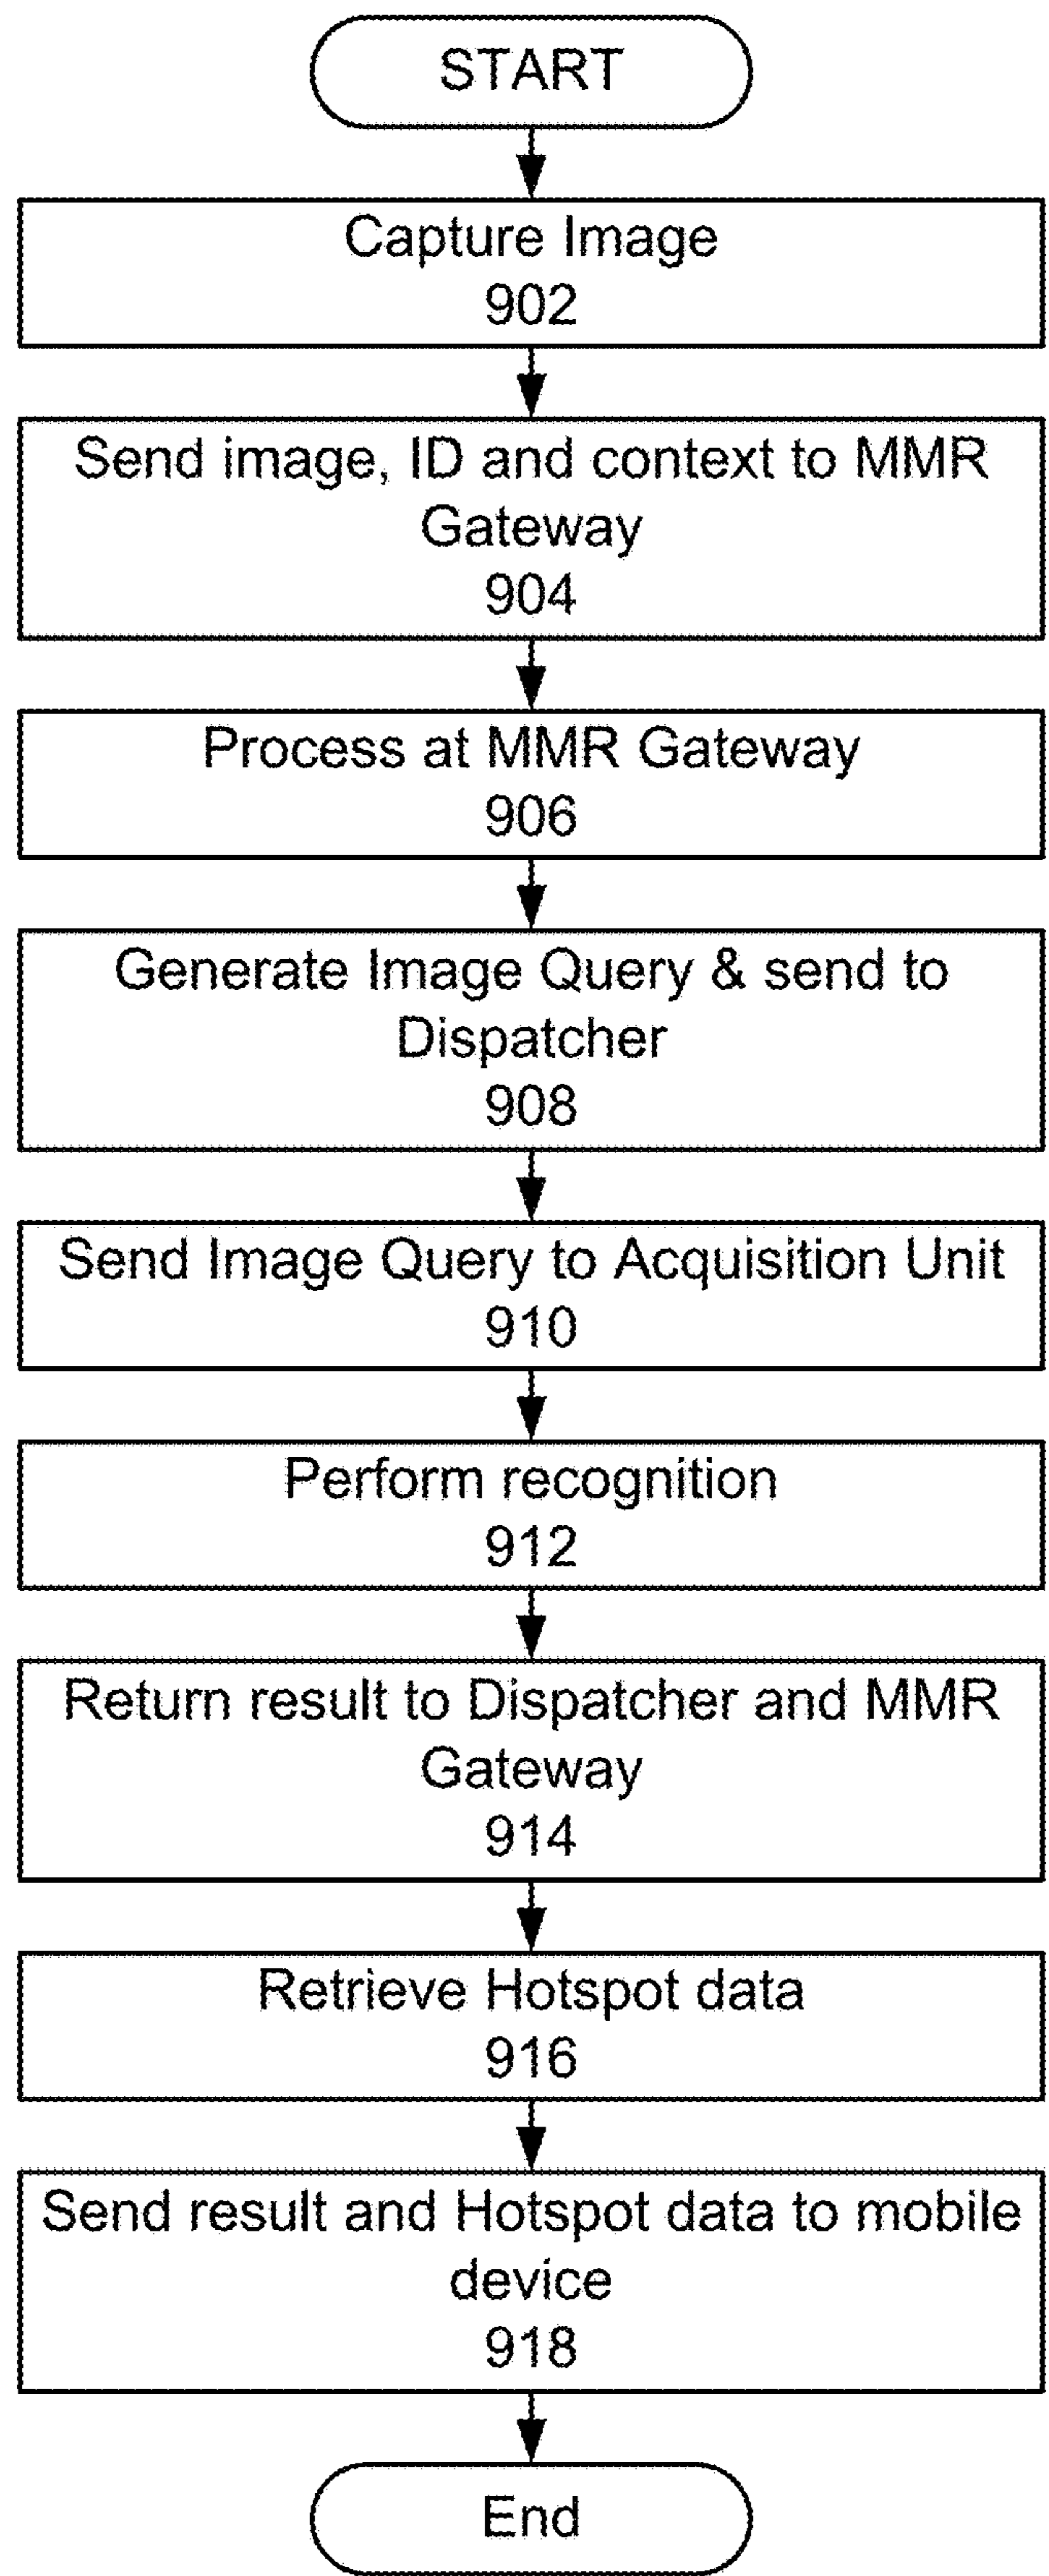 START
Capture Image
902
Send image, ID and context to MMR
Gateway
904
Process at MMR Gateway
906
Generate Image Query & send to
Dispatcher
908
Send Image Query to Acquisition Unit
910
Perform recognition
912
Return result to Dispatcher and MMR
Gateway
914
Retrieve Hotspot data
916
Send result and Hotspot data to mobile
device
918
End